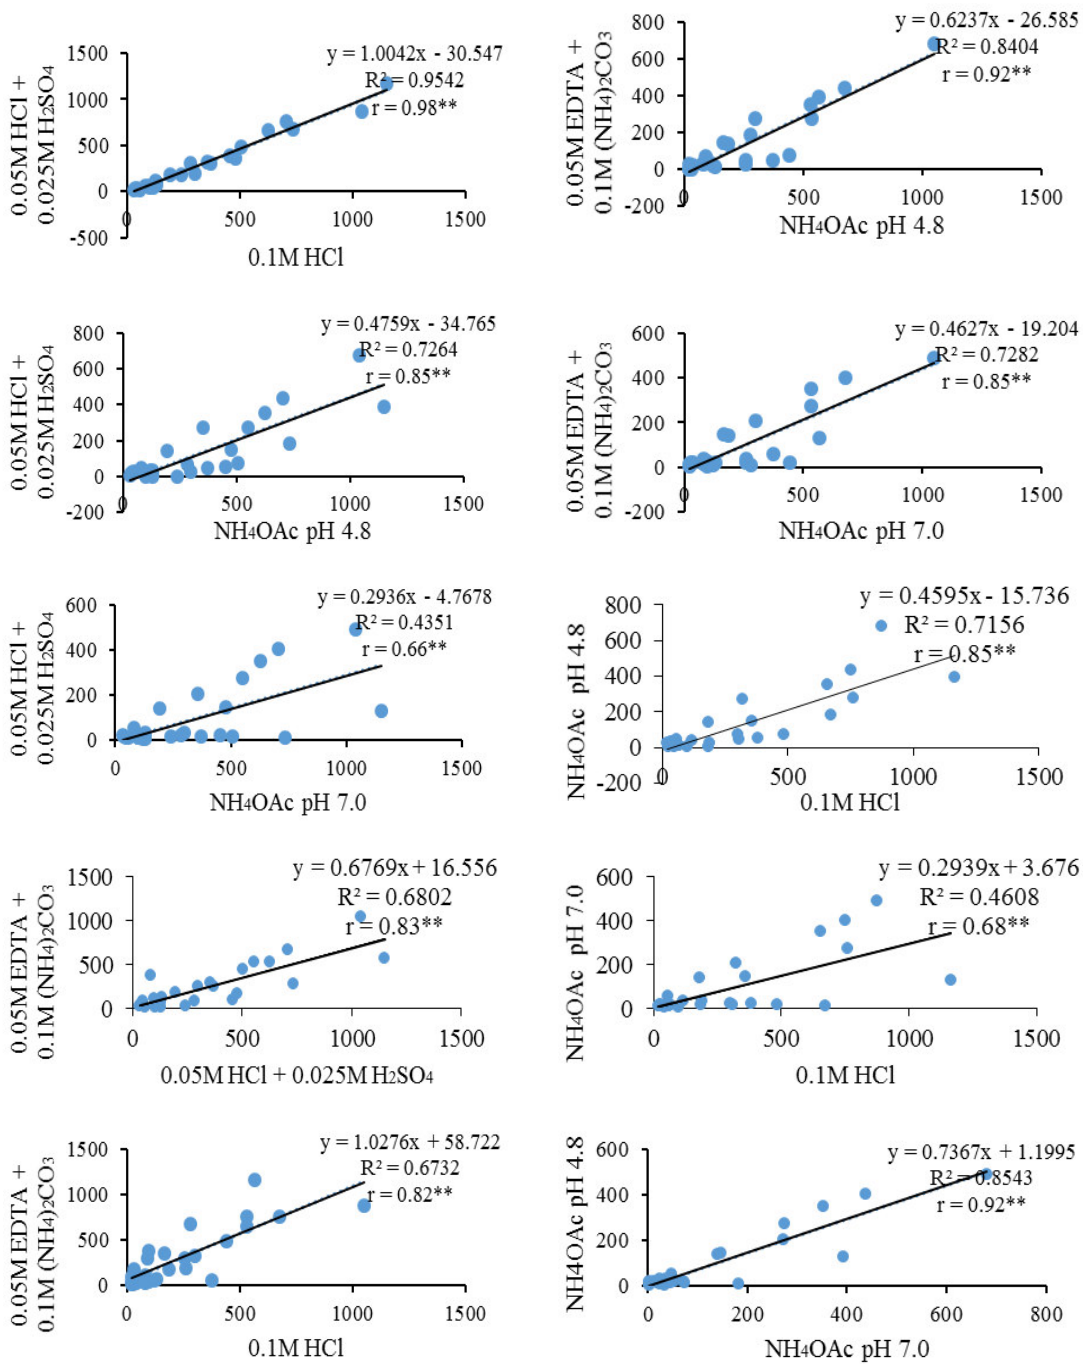 y = 1.0042x - 30.547
R² = 0.9542
r = 0.98**
0.05M HCl +
0.025M H₂SO₄
1500
1000
500
0
-500
0 500 1000 1500
0.1M HCl
y = 0.6237x - 26.585
R² = 0.8404
r = 0.92**
0.05M EDTA +
0.1M (NH4)₂CO₃
800
600
400
200
0
-200
0 500 1000 1500
NH₄OAc pH 4.8
y = 0.4759x - 34.765
R² = 0.7264
r = 0.85**
0.05M HCl +
0.025M H₂SO₄
800
600
400
200
0
-200
0 500 1000 1500
NH₄OAc pH 4.8
y = 0.4627x - 19.204
R² = 0.7282
r = 0.85**
0.05M EDTA +
0.1M (NH₄)₂CO₃
600
400
200
0
-200
0 500 1000 1500
NH₄OAc pH 7.0
y = 0.2936x - 4.7678
R² = 0.4351
r = 0.66**
0.05M HCl +
0.025M H₂SO₄
600
400
200
0
0 500 1000 1500
NH₄OAc pH 7.0
y = 0.4595x - 15.736
R² = 0.7156
r = 0.85**
NH₄OAc pH 4.8
800
600
400
200
0
-200
0 500 1000 1500
0.1M HCl
y = 0.6769x + 16.556
R² = 0.6802
r = 0.83**
0.05M EDTA +
0.1M (NH₄)₂CO₃
1500
1000
500
0
0 500 1000 1500
0.05M HCl + 0.025M H₂SO₄
y = 0.2939x + 3.676
R² = 0.4608
r = 0.68**
NH₄OAc pH 7.0
600
400
200
0
0 500 1000 1500
0.1M HCl
y = 1.0276x + 58.722
R² = 0.6732
r = 0.82**
0.05M EDTA +
0.1M (NH₄)₂CO₃
1500
1000
500
0
0 500 1000 1500
0.1M HCl
y = 0.7367x + 1.1995
R² = 0.8543
r = 0.92**
NH4OAc pH 4.8
600
400
200
0
0 200 400 600 800
NH₄OAc pH 7.0